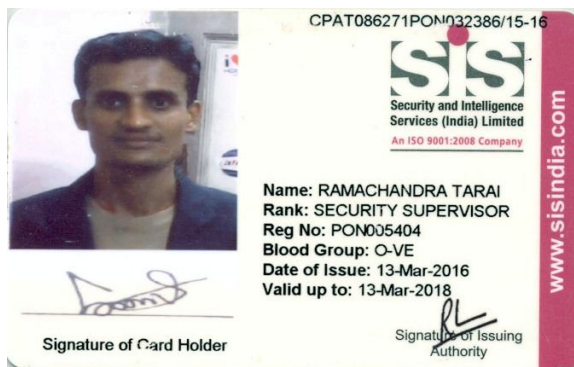 CPAT086271PON032386/15-16
SIS
Security and Intelligence
Services (India) Limited
An ISO 9001:2008 Company
www.sisindia.com
Name: RAMACHANDRA TARAI
Rank: SECURITY SUPERVISOR
Reg No: PON005404
Blood Group: O-VE
Date of Issue: 13-Mar-2016
Valid up to: 13-Mar-2018
Signature of Card Holder
Signature of Issuing
Authority